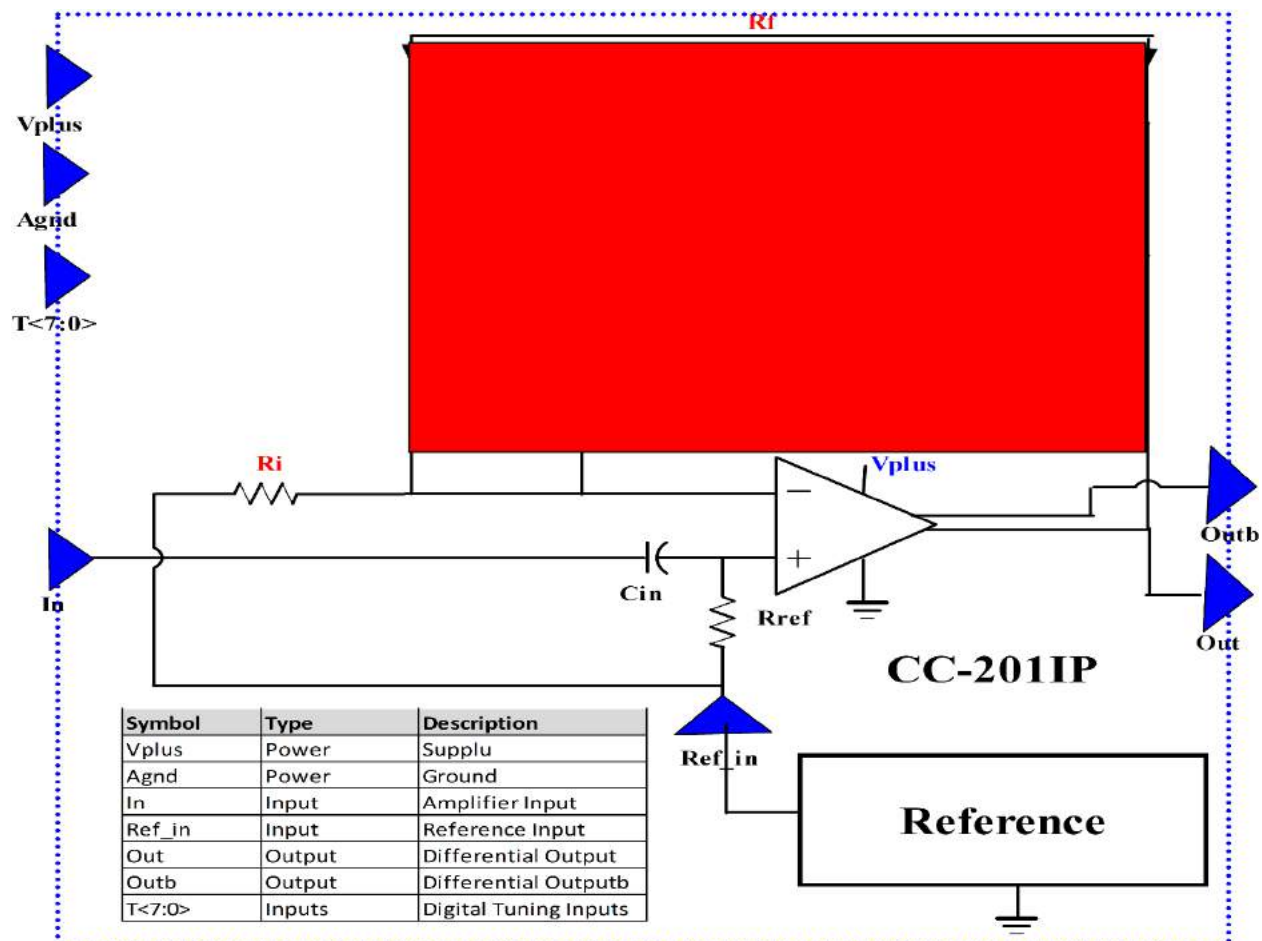 Rf
Vplus
Agnd
T<7:0>
Ri
Vplus
Outb
In
Cin
Rref
Out
CC-201IP
Ref_in
Reference
Symbol Type Description
Vplus Power Supplu
Agnd Power Ground
In Input Amplifier Input
Ref_in Input Reference Input
Out Output Differential Output
Outb Output Differential Outputb
T<7:0> Inputs Digital Tuning Inputs